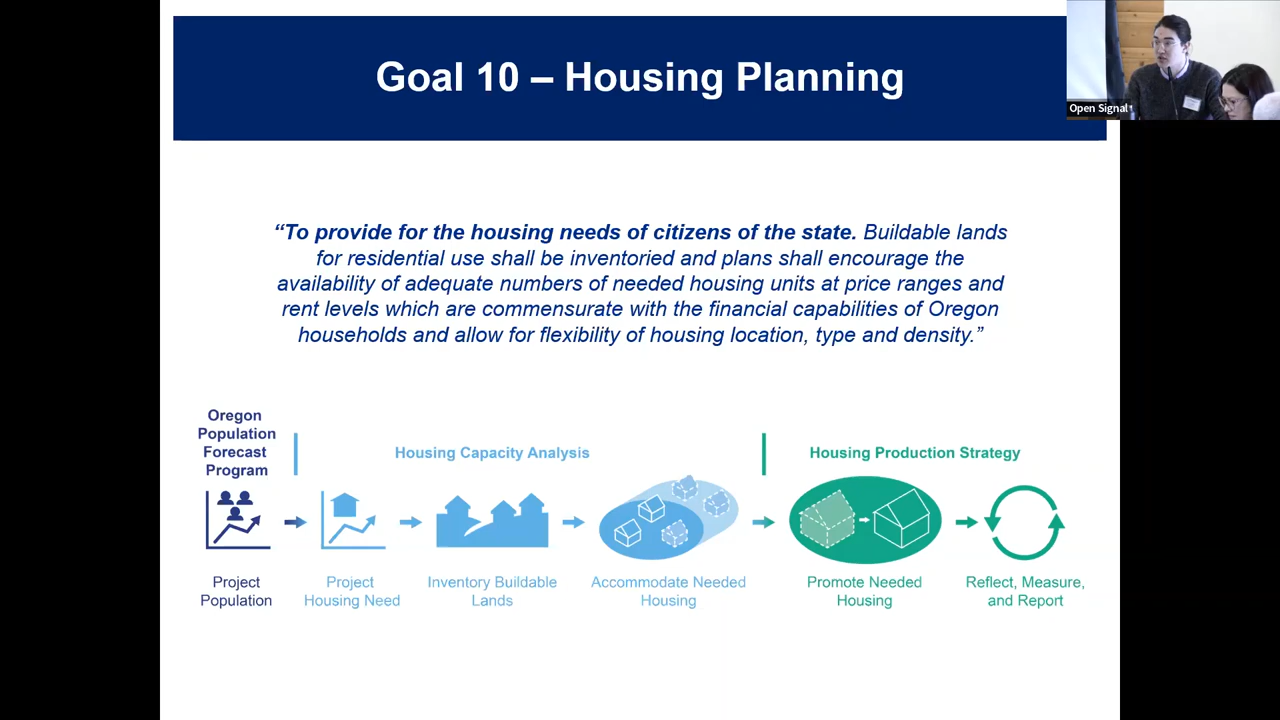 Goal 10 – Housing Planning
Open Signal
“To provide for the housing needs of citizens of the state. Buildable lands
for residential use shall be inventoried and plans shall encourage the
availability of adequate numbers of needed housing units at price ranges and
rent levels which are commensurate with the financial capabilities of Oregon
households and allow for flexibility of housing location, type and density.”
Oregon
Population
Forecast
Program
Housing Capacity Analysis
Housing Production Strategy
Project
Population
Project
Housing Need
Inventory Buildable
Lands
Accommodate Needed
Housing
Promote Needed
Housing
Reflect, Measure,
and Report